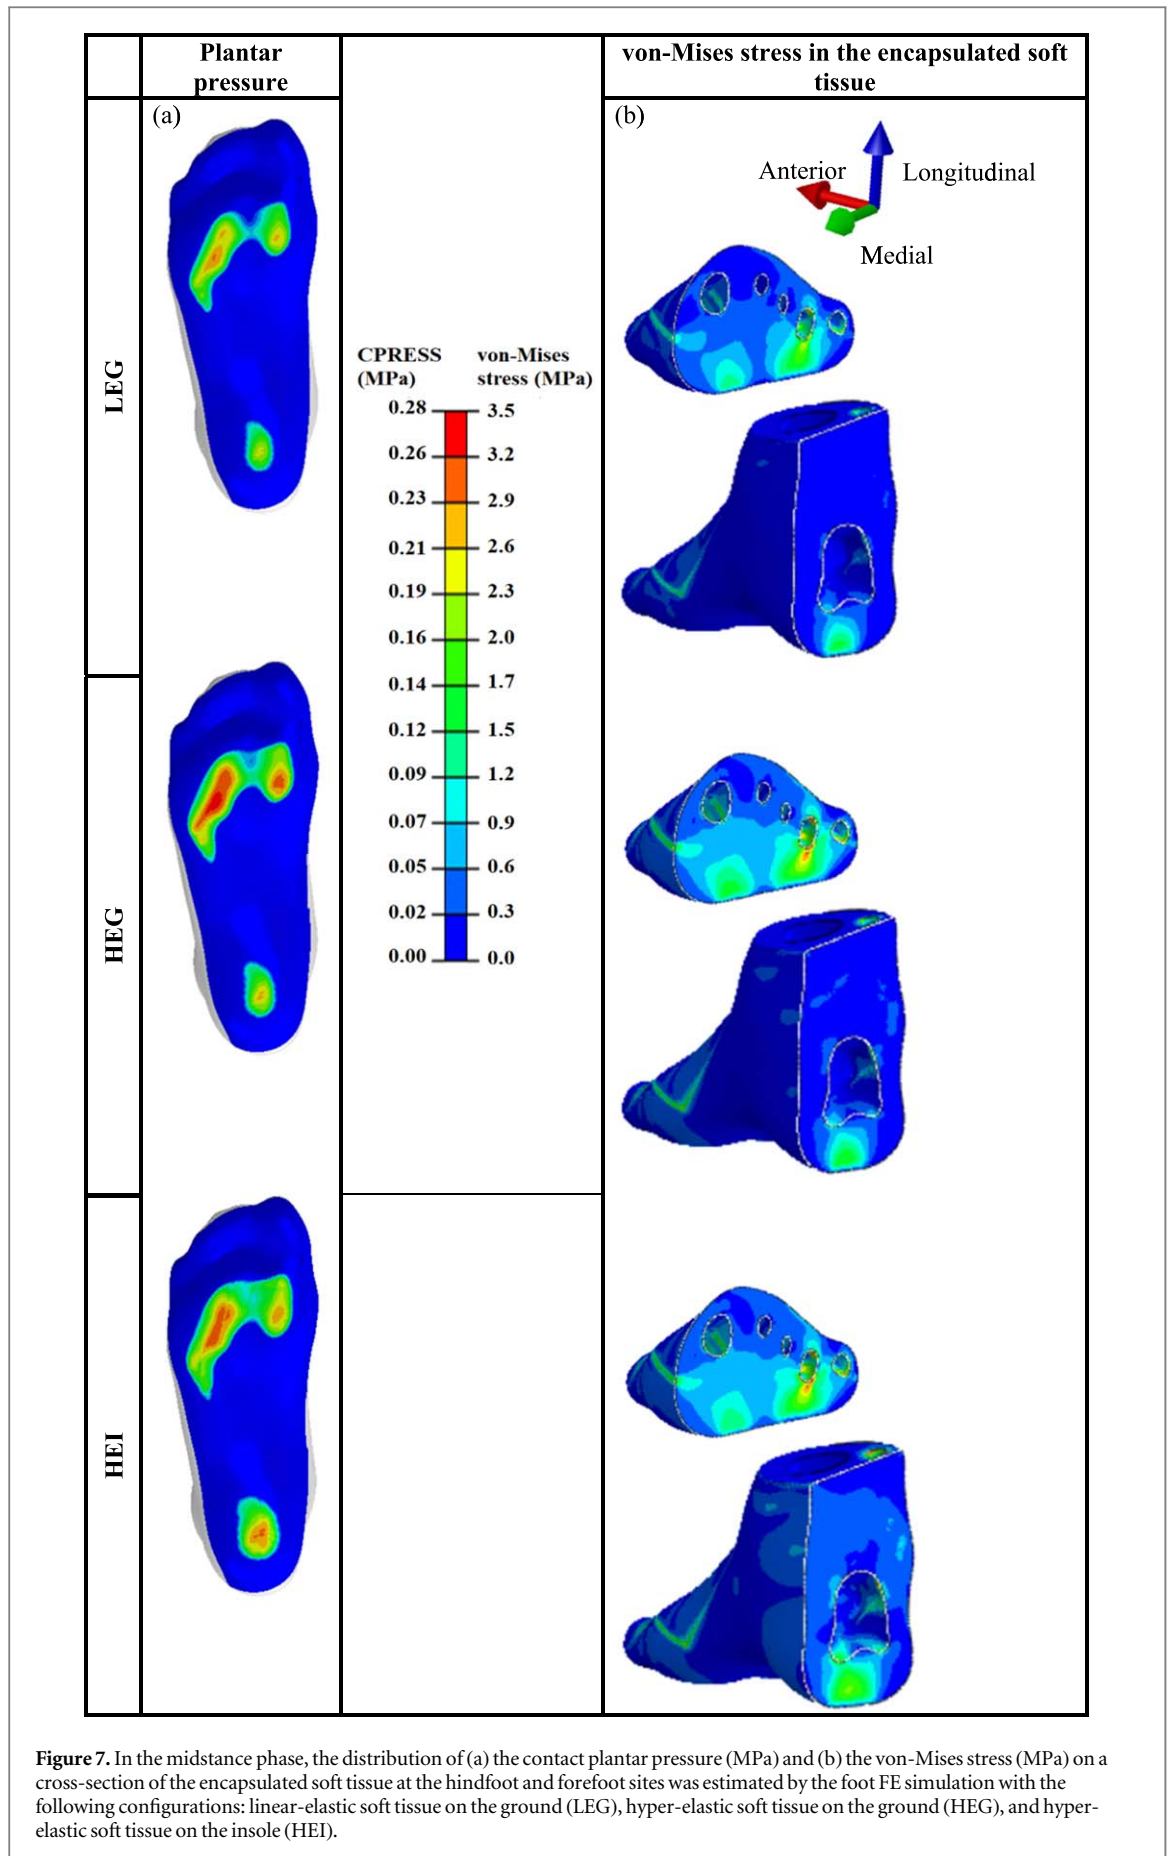 Plantar
pressure
von-Mises stress in the encapsulated soft
tissue
(a)
(b)
Anterior
Longitudinal
Medial
LEG
CPRESS
(MPa)
von-Mises
stress (MPa)
0.28 3.5
0.26 3.2
0.23 2.9
0.21 2.6
0.19 2.3
0.16 2.0
0.14 1.7
0.12 1.5
0.09 1.2
0.07 0.9
0.05 0.6
0.02 0.3
0.00 0.0
HEG
HEI
Figure 7. In the midstance phase, the distribution of (a) the contact plantar pressure (MPa) and (b) the von-Mises stress (MPa) on a
cross-section of the encapsulated soft tissue at the hindfoot and forefoot sites was estimated by the foot FE simulation with the
following configurations: linear-elastic soft tissue on the ground (LEG), hyper-elastic soft tissue on the ground (HEG), and hyper-
elastic soft tissue on the insole (HEI).